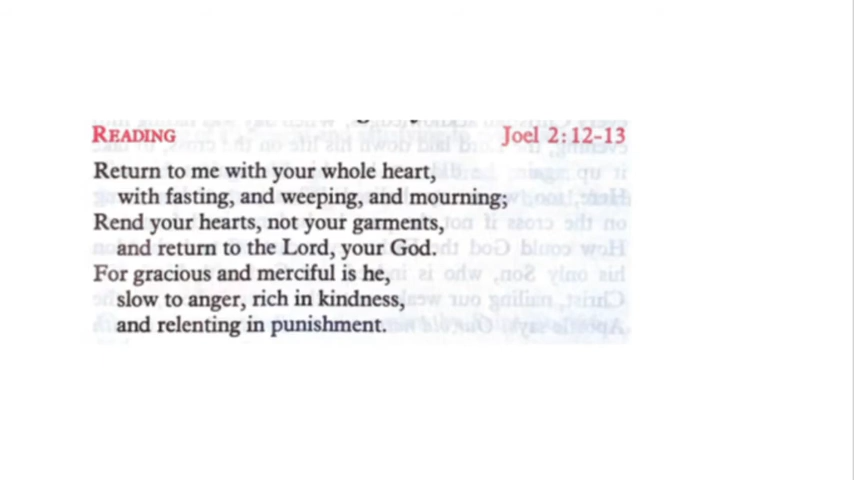 READING Joel 2:12-13
Return to me with your whole heart,
with fasting, and weeping, and mourning;
Rend your hearts, not your garments,
and return to the Lord, your God.
For gracious and merciful is he,
slow to anger, rich in kindness,
and relenting in punishment.